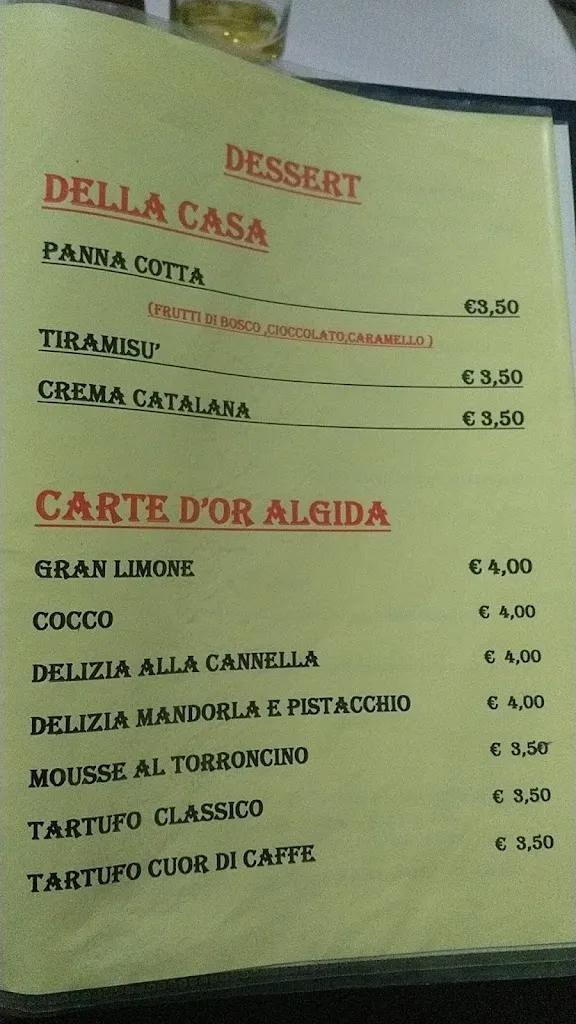 DESSERT
DELLA CASA
PANNA COTTA €3,50
(FRUTTI DI BOSCO ,CIOCCOLATO,CARAMELLO )
TIRAMISU' € 3,50
CREMA CATALANA € 3,50
CARTE D'OR ALGIDA
GRAN LIMONE € 4,00
COCCO € 4,00
DELIZIA ALLA CANNELLA € 4,00
DELIZIA MANDORLA E PISTACCHIO € 4,00
MOUSSE AL TORRONCINO € 3,50
TARTUFO CLASSICO € 3,50
TARTUFO CUOR DI CAFFE € 3,50